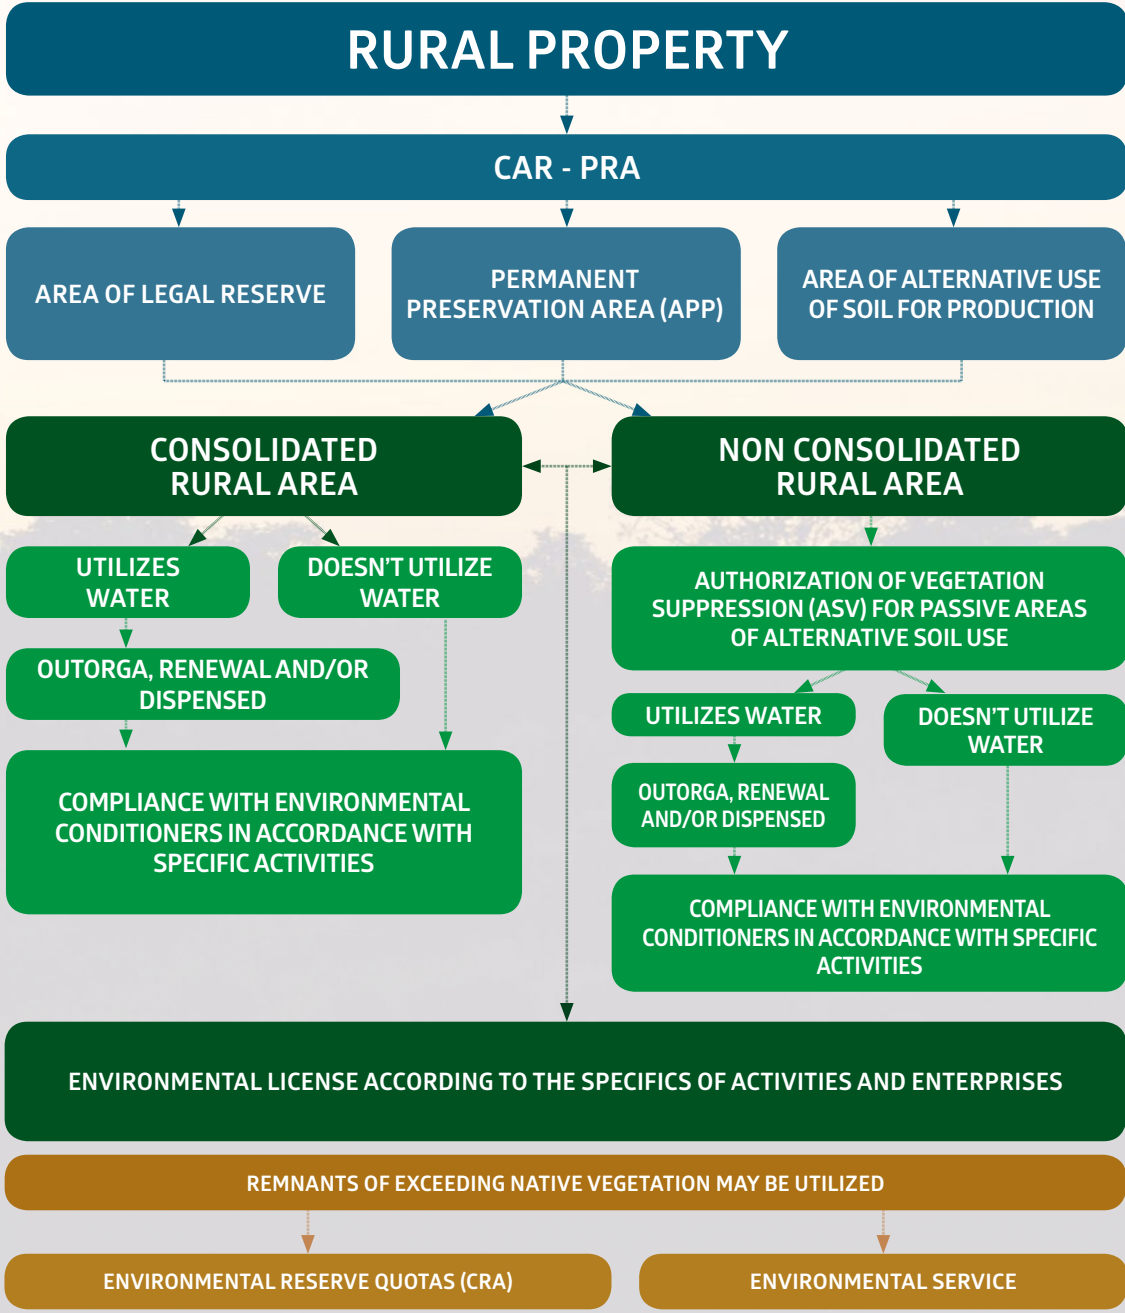 RURAL PROPERTY
CAR - PRA
AREA OF LEGAL RESERVE
PERMANENT
PRESERVATION AREA (APP)
AREA OF ALTERNATIVE USE
OF SOIL FOR PRODUCTION
CONSOLIDATED
RURAL AREA
NON CONSOLIDATED
RURAL AREA
UTILIZES
WATER
DOESN'T UTILIZE
WATER
OUTORGA, RENEWAL AND/OR
DISPENSED
COMPLIANCE WITH ENVIRONMENTAL
CONDITIONERS IN ACCORDANCE WITH
SPECIFIC ACTIVITIES
AUTHORIZATION OF VEGETATION
SUPPRESSION (ASV) FOR PASSIVE AREAS
OF ALTERNATIVE SOIL USE
UTILIZES WATER
DOESN'T UTILIZE
WATER
OUTORGA, RENEWAL
AND/OR DISPENSED
COMPLIANCE WITH ENVIRONMENTAL
CONDITIONERS IN ACCORDANCE WITH SPECIFIC
ACTIVITIES
ENVIRONMENTAL LICENSE ACCORDING TO THE SPECIFICS OF ACTIVITIES AND ENTERPRISES
REMNANTS OF EXCEEDING NATIVE VEGETATION MAY BE UTILIZED
ENVIRONMENTAL RESERVE QUOTAS (CRA)
ENVIRONMENTAL SERVICE